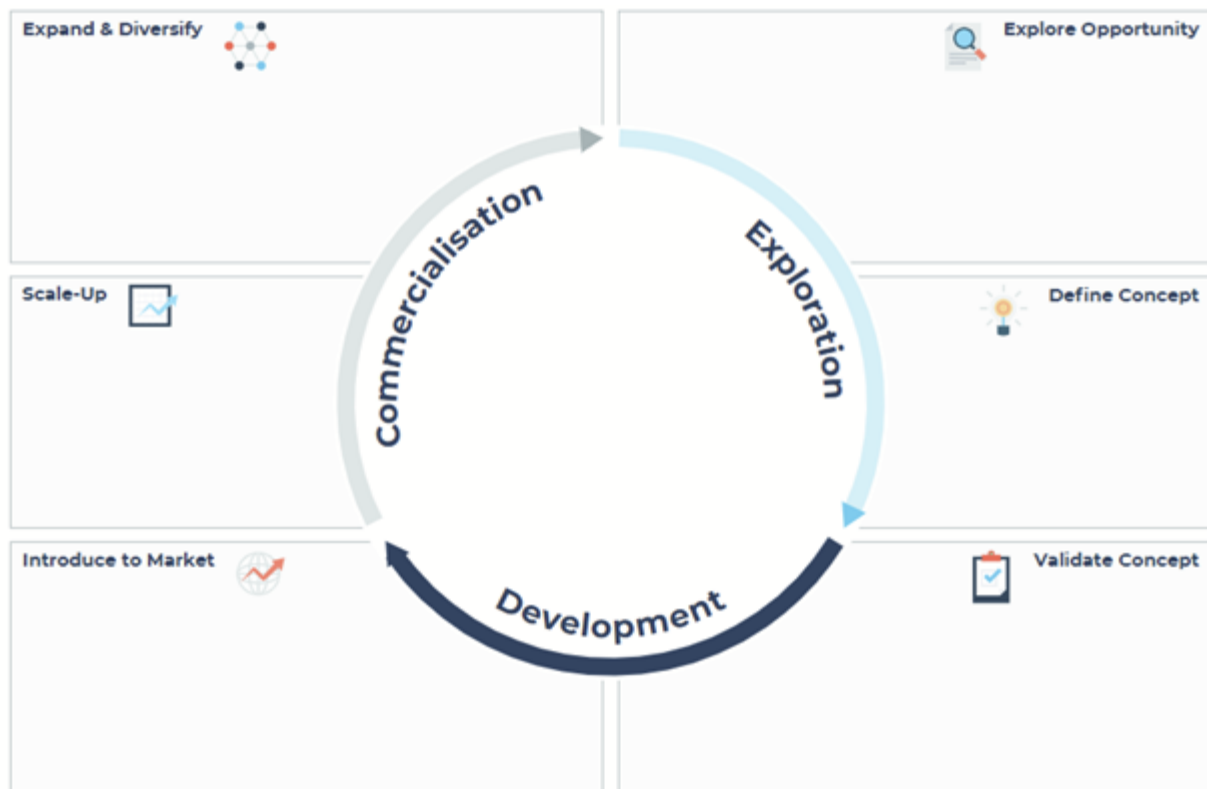 Expand & Diversify
Explore Opportunity
Commercialisation
Exploration
Scale-Up
Define Concept
Introduce to Market
Validate Concept
Development